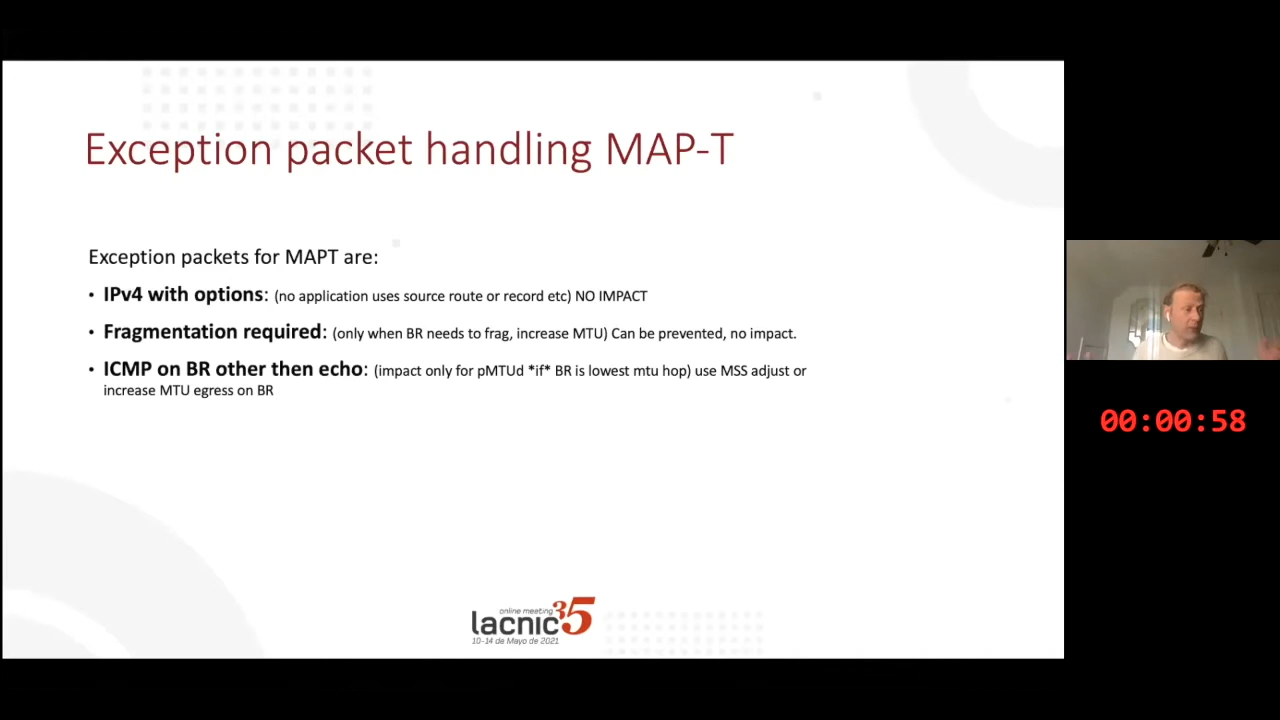 Exception packet handling MAP-T
Exception packets for MAPT are:
• IPv4 with options: (no application uses source route or record etc) NO IMPACT
• Fragmentation required: (only when BR needs to frag, increase MTU) Can be prevented, no impact.
• ICMP on BR other then echo: (impact only for pMTUd *if* BR is lowest mtu hop) use MSS adjust or
increase MTU egress on BR
00:00:58
online meeting
lacnic35
10-14 de Mayo de 2021